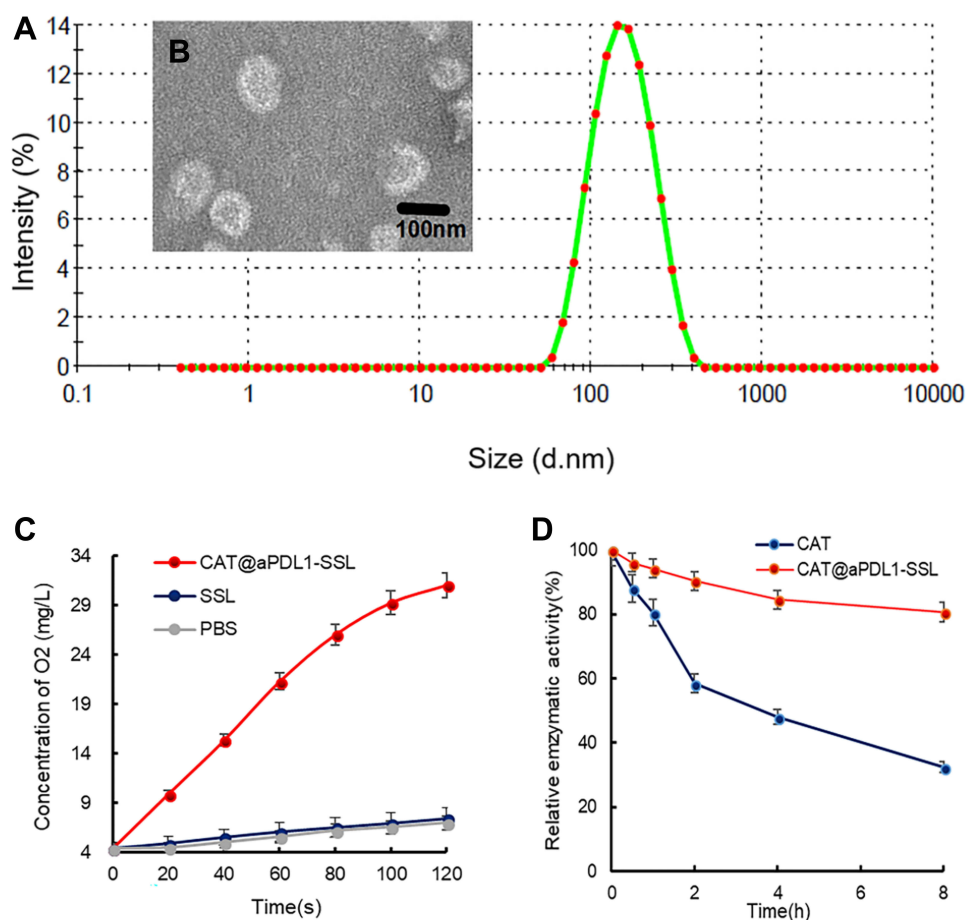 A
B
100nm
Intensity (%)
14
12
10
8
6
4
2
0
0.1 1 10 100 1000 10000
Size (d.nm)
C
CAT@aPDL1-SSL
SSL
PBS
Concentration of O2 (mg/L)
34
29
24
19
14
9
4
0 20 40 60 80 100 120
Time(s)
D
CAT
CAT@aPDL1-SSL
Relative enzymatic activity(%)
100
80
60
40
20
0
0 2 4 6 8
Time(h)